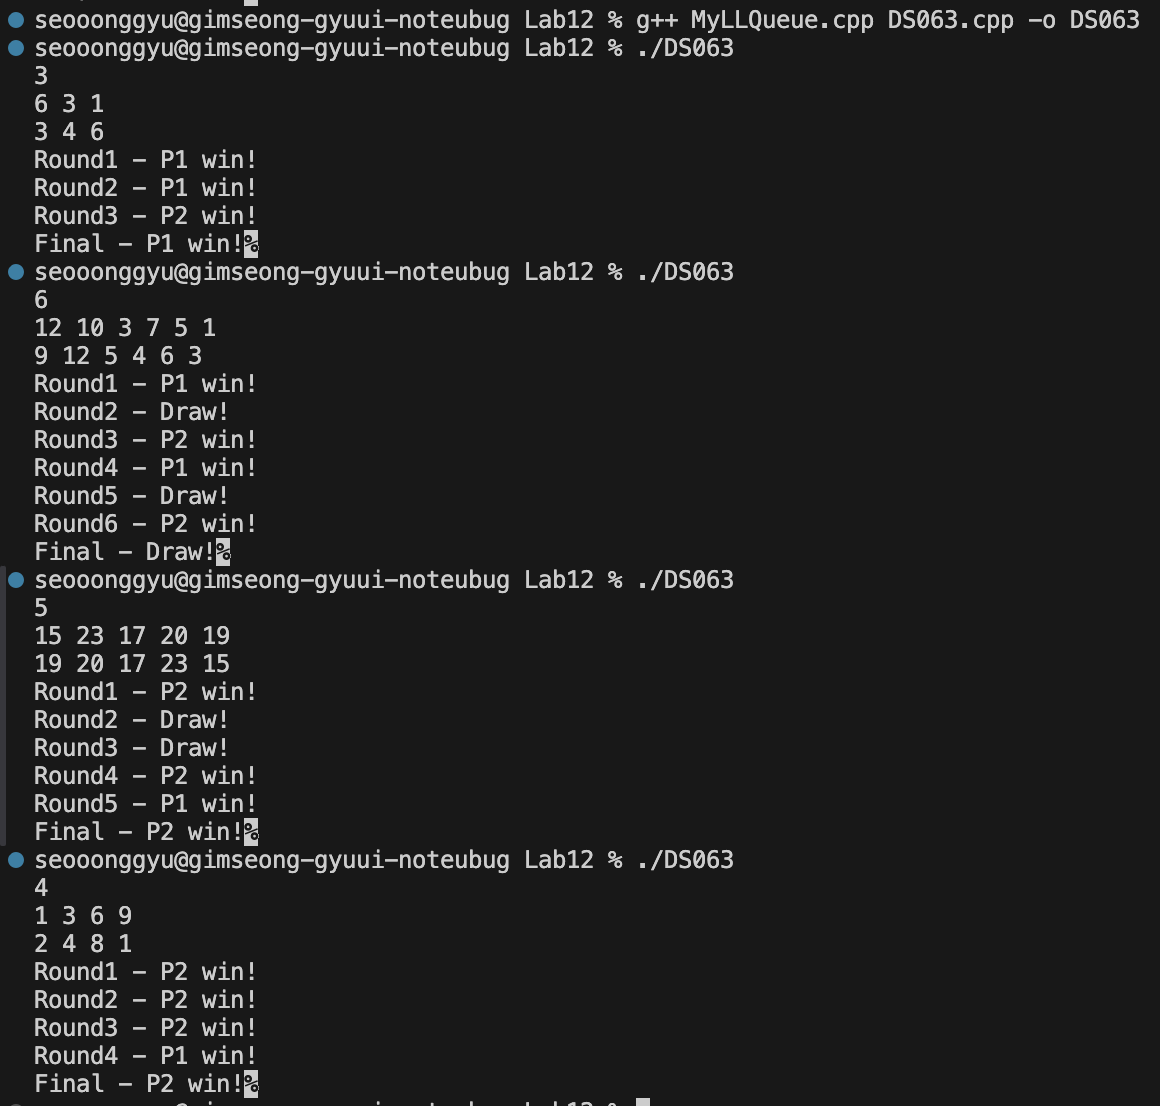 seooonggyu@gimseong-gyuui-noteubug Lab12 % g++ MyLLQueue.cpp DS063.cpp -o DS063
seooonggyu@gimseong-gyuui-noteubug Lab12 % ./DS063
3
6 3 1
3 4 6
Round1 - P1 win!
Round2 - P1 win!
Round3 - P2 win!
Final - P1 win!%
seooonggyu@gimseong-gyuui-noteubug Lab12 % ./DS063
6
12 10 3 7 5 1
9 12 5 4 6 3
Round1 - P1 win!
Round2 - Draw!
Round3 - P2 win!
Round4 - P1 win!
Round5 - Draw!
Round6 - P2 win!
Final - Draw!%
seooonggyu@gimseong-gyuui-noteubug Lab12 % ./DS063
5
15 23 17 20 19
19 20 17 23 15
Round1 - P2 win!
Round2 - Draw!
Round3 - Draw!
Round4 - P2 win!
Round5 - P1 win!
Final - P2 win!%
seooonggyu@gimseong-gyuui-noteubug Lab12 % ./DS063
4
1 3 6 9
2 4 8 1
Round1 - P2 win!
Round2 - P2 win!
Round3 - P2 win!
Round4 - P1 win!
Final - P2 win!%